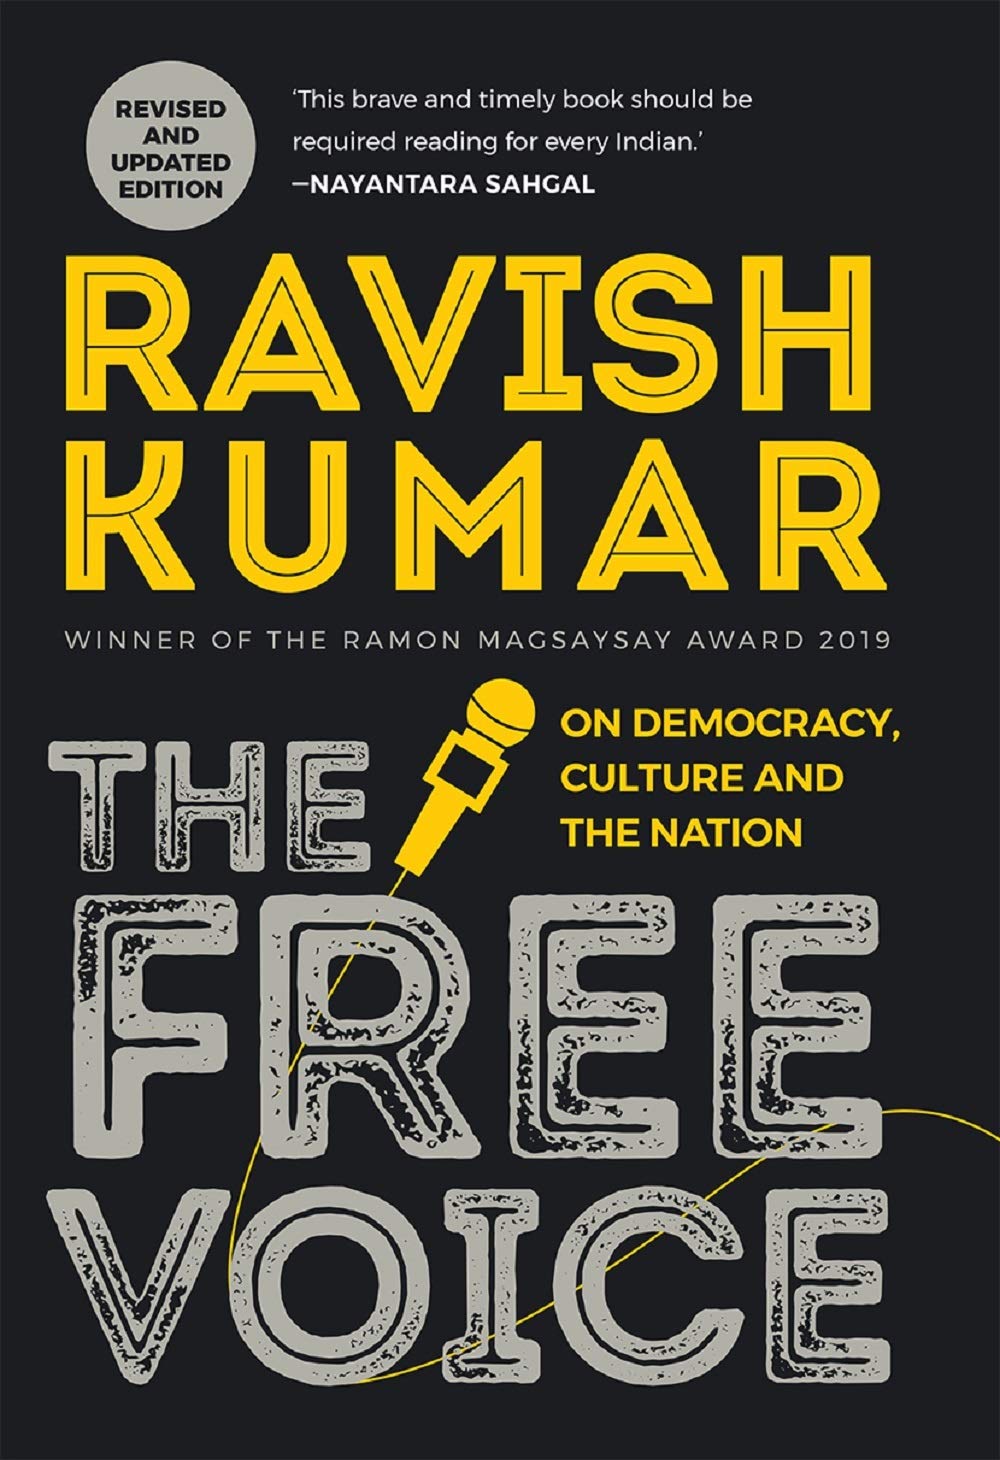 REVISED
AND
UPDATED
EDITION
‘This brave and timely book should be
required reading for every Indian.’
—NAYANTARA SAHGAL
RAVISH
KUMAR
WINNER OF THE RAMON MAGSAYSAY AWARD 2019
ON DEMOCRACY,
CULTURE AND
THE NATION
THE
FREE
VOICE